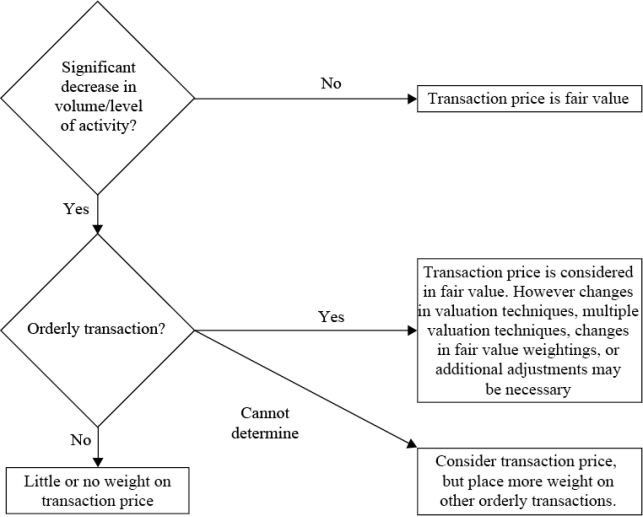 Significant
decrease in
volume/level
of activity?
No
Transaction price is fair value
Yes
Orderly transaction?
Yes
Transaction price is considered
in fair value. However changes
in valuation techniques, multiple
valuation techniques, changes
in fair value weightings, or
additional adjustments may
be necessary
Cannot
determine
No
Little or no weight on
transaction price
Consider transaction price,
but place more weight on
other orderly transactions.